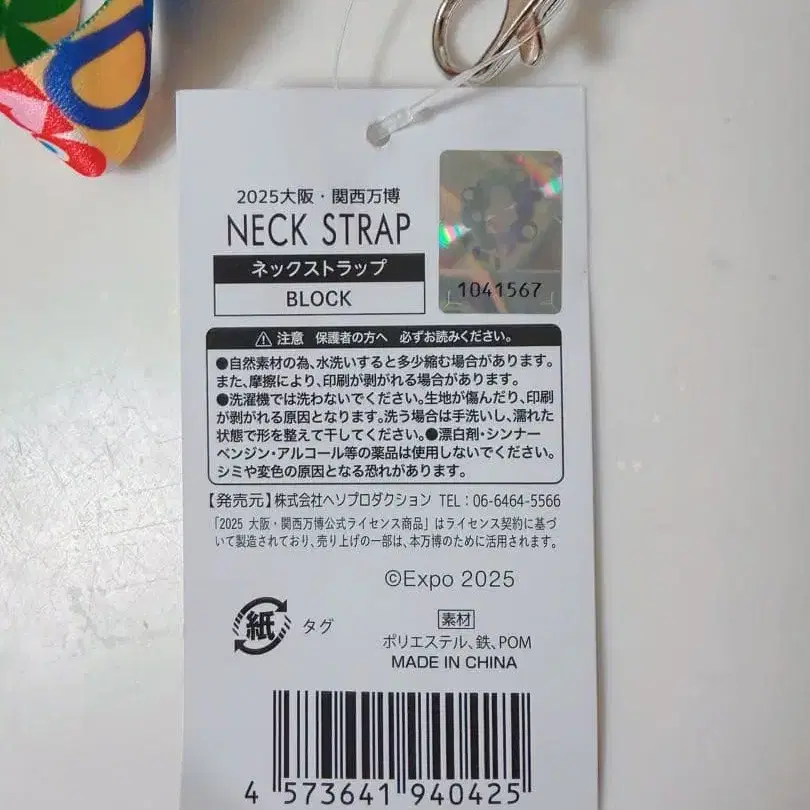 2025大阪・関西万博
NECK STRAP
ネックストラップ
BLOCK
1041567
⚠ 注意 保護者の方へ 必ずお読みください。
●自然素材の為、水洗いすると多少縮む場合があります。
また、摩擦により、印刷が剥がれる場合があります。
●洗濯機では洗わないでください。生地が傷んだり、印刷
が剥がれる原因となります。洗う場合は手洗いし、濡れた
状態で形を整えて干してください。●漂白剤・シンナー
ベンジン・アルコール等の薬品は使用しないでください。
シミや変色の原因となる恐れがあります。
【発売元】株式会社ヘソプロダクション TEL：06-6464-5566
「2025 大阪・関西万博公式ライセンス商品」はライセンス契約に基づ
いて製造されており、売り上げの一部は、本万博のために活用されます。
©Expo 2025
紙 タグ
素材
ポリエステル、鉄、POM
MADE IN CHINA
4 573641 940425